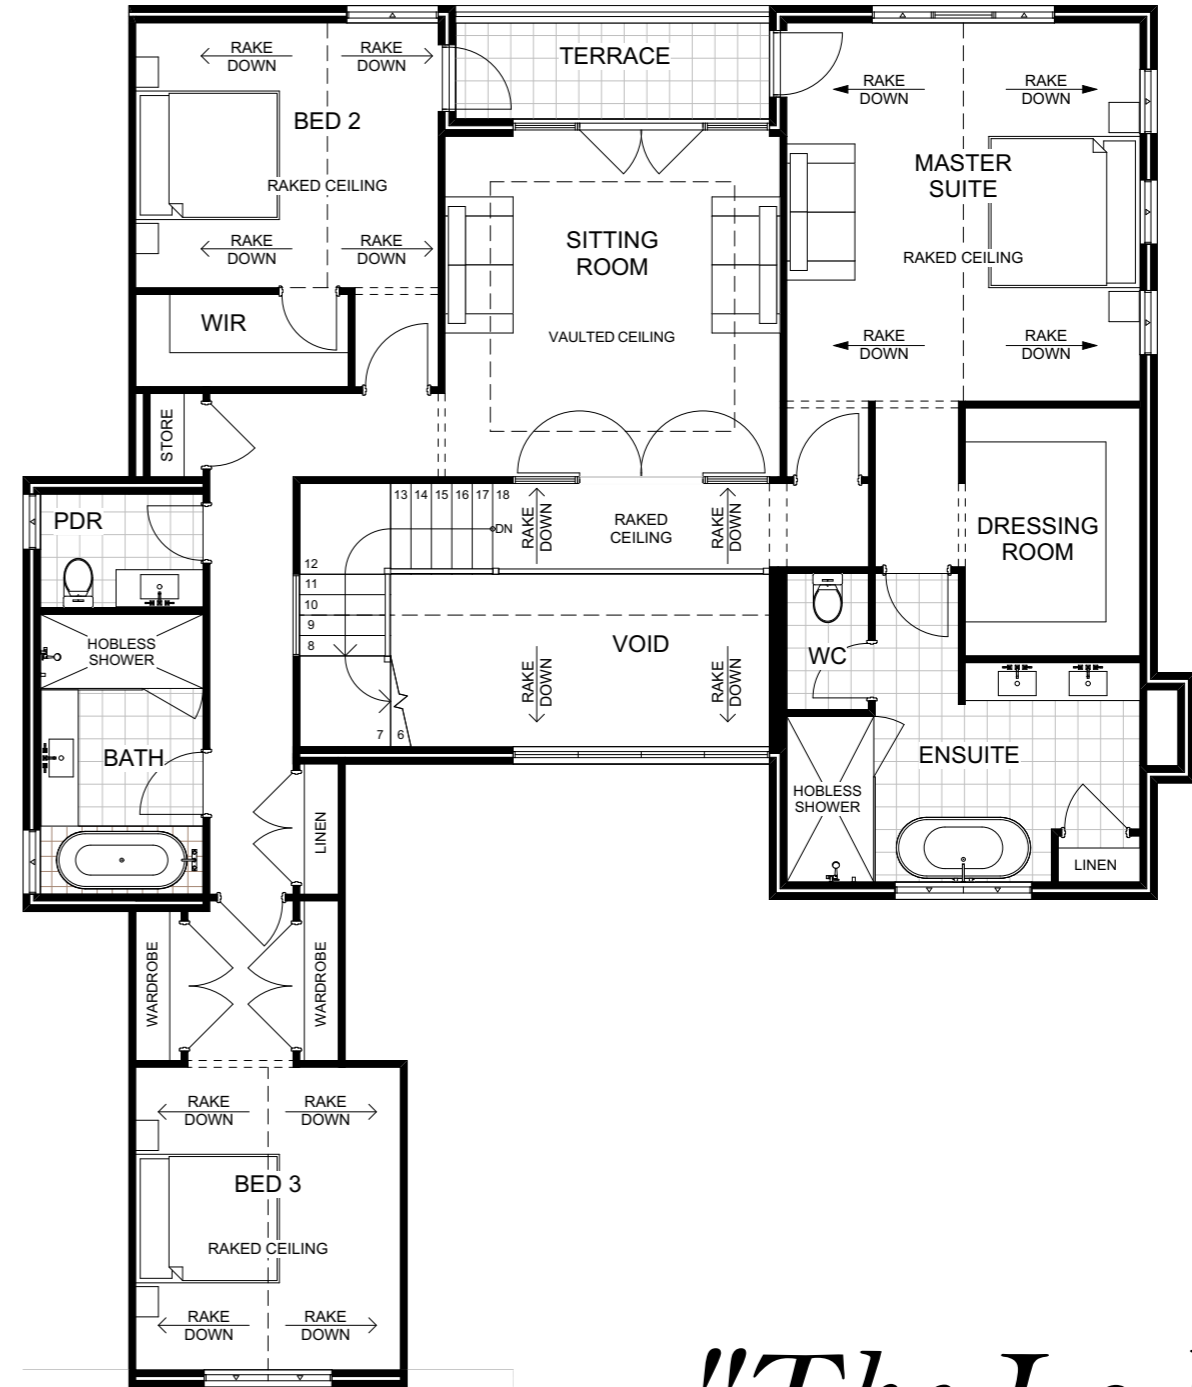 TERRACE
RAKE
DOWN
RAKE
DOWN
BED 2
RAKED CEILING
RAKE
DOWN
RAKE
DOWN
WIR
SITTING
ROOM
VAULTED CEILING
RAKE
DOWN
RAKE
DOWN
MASTER
SUITE
RAKED CEILING
RAKE
DOWN
RAKE
DOWN
STORE
PDR
13 14 15 16 17 18
DN
12
11
10
9
8
7 6
RAKE
DOWN
RAKED
CEILING
RAKE
DOWN
DRESSING
ROOM
HOBLESS
SHOWER
VOID
RAKE
DOWN
RAKE
DOWN
WC
BATH
ENSUITE
HOBLESS
SHOWER
LINEN
LINEN
WARDROBE
WARDROBE
RAKE
DOWN
RAKE
DOWN
BED 3
RAKED CEILING
RAKE
DOWN
RAKE
DOWN
"The